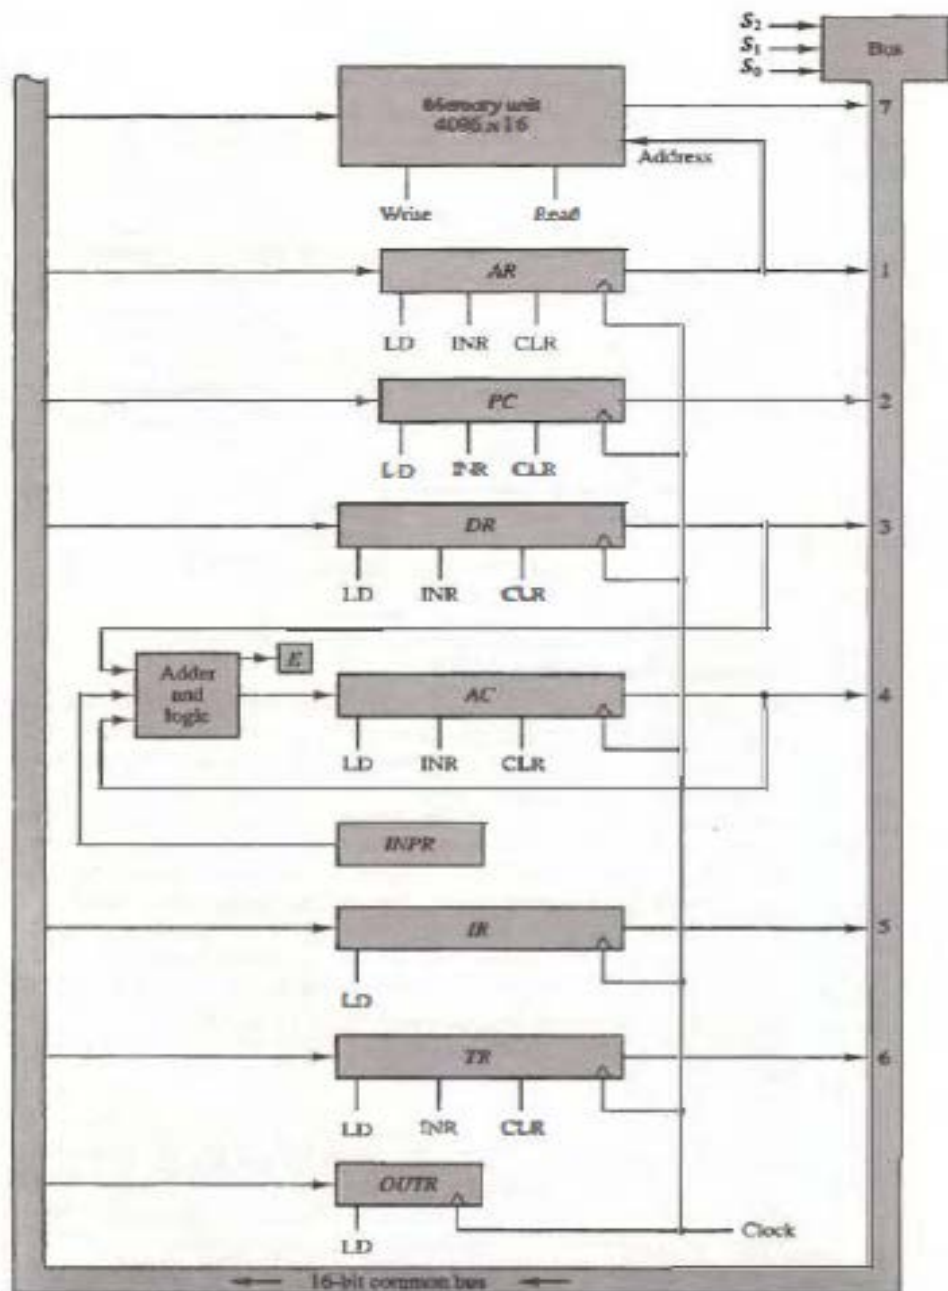 S₂
S₁
S₀
Bus
Memory unit
4096 x 16
7
Address
Write
Read
AR
1
LD INR CLR
PC
2
LD INR CLR
DR
3
LD INR CLR
Adder
and
logic
E
AC
4
LD INR CLR
INPR
IR
5
LD
TR
6
LD INR CLR
OUTR
LD
Clock
16-bit common bus